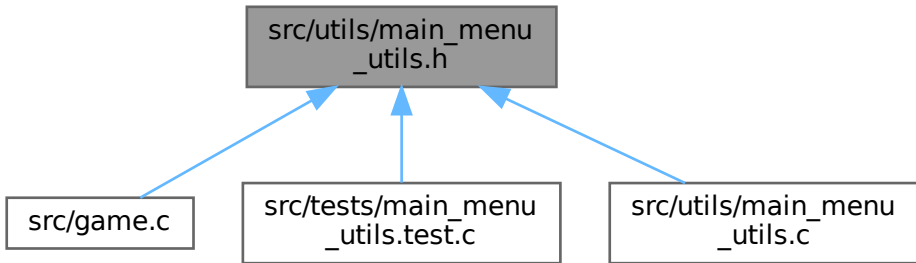 src/utils/main_menu
_utils.h
src/game.c
src/tests/main_menu
_utils.test.c
src/utils/main_menu
_utils.c